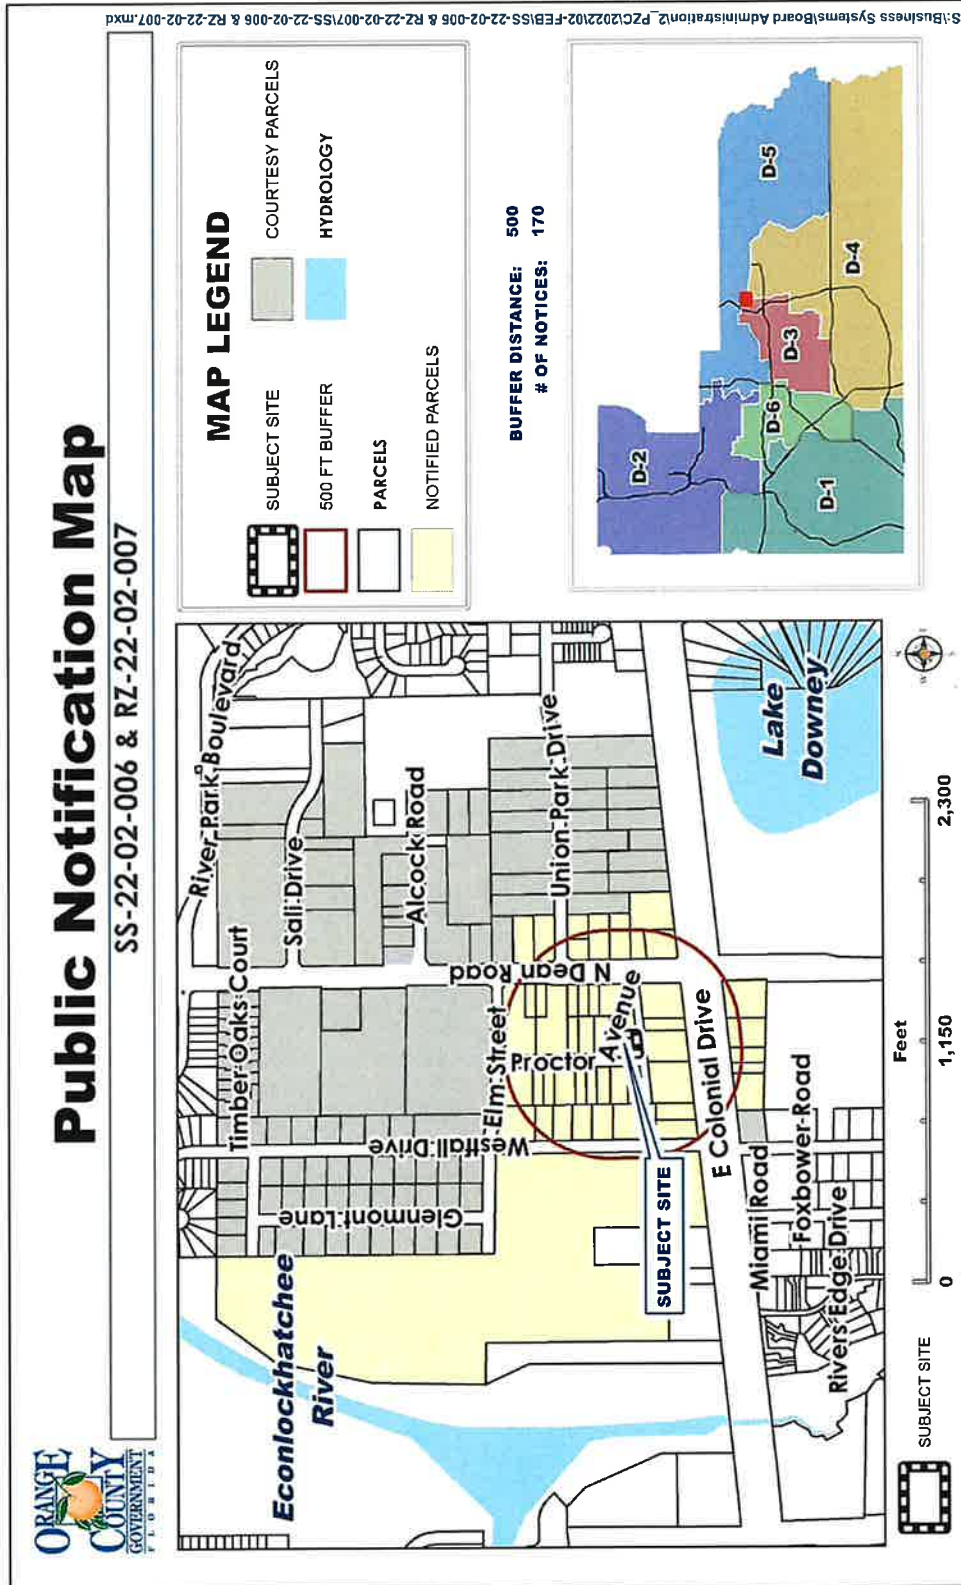 ORANGE
COUNTY
GOVERNMENT
FLORIDA
Public Notification Map
SS-22-02-006 & RZ-22-02-007
Econlockhatchee
River
Glenmont Lane
Westfall Drive
Timber Oaks Court
River Park Boulevard
Sali Drive
Alcock Road
Elm Street
N Dean Road
Union Park Drive
Proctor Avenue
SUBJECT SITE
E Colonial Drive
Miami Road
Foxbower Road
Rivers Edge Drive
Lake
Downey
MAP LEGEND
SUBJECT SITE
COURTESY PARCELS
500 FT BUFFER
HYDROLOGY
PARCELS
NOTIFIED PARCELS
BUFFER DISTANCE: 500
# OF NOTICES: 170
D-2
D-5
D-6
D-3
D-4
D-1
SUBJECT SITE
Feet
0 1,150 2,300
S:\Business Systems\Board Administration\2_PZC\2022\02-FEB\SS-22-02-006 & RZ-22-02-007\SS-22-02-006 & RZ-22-02-007.mxd